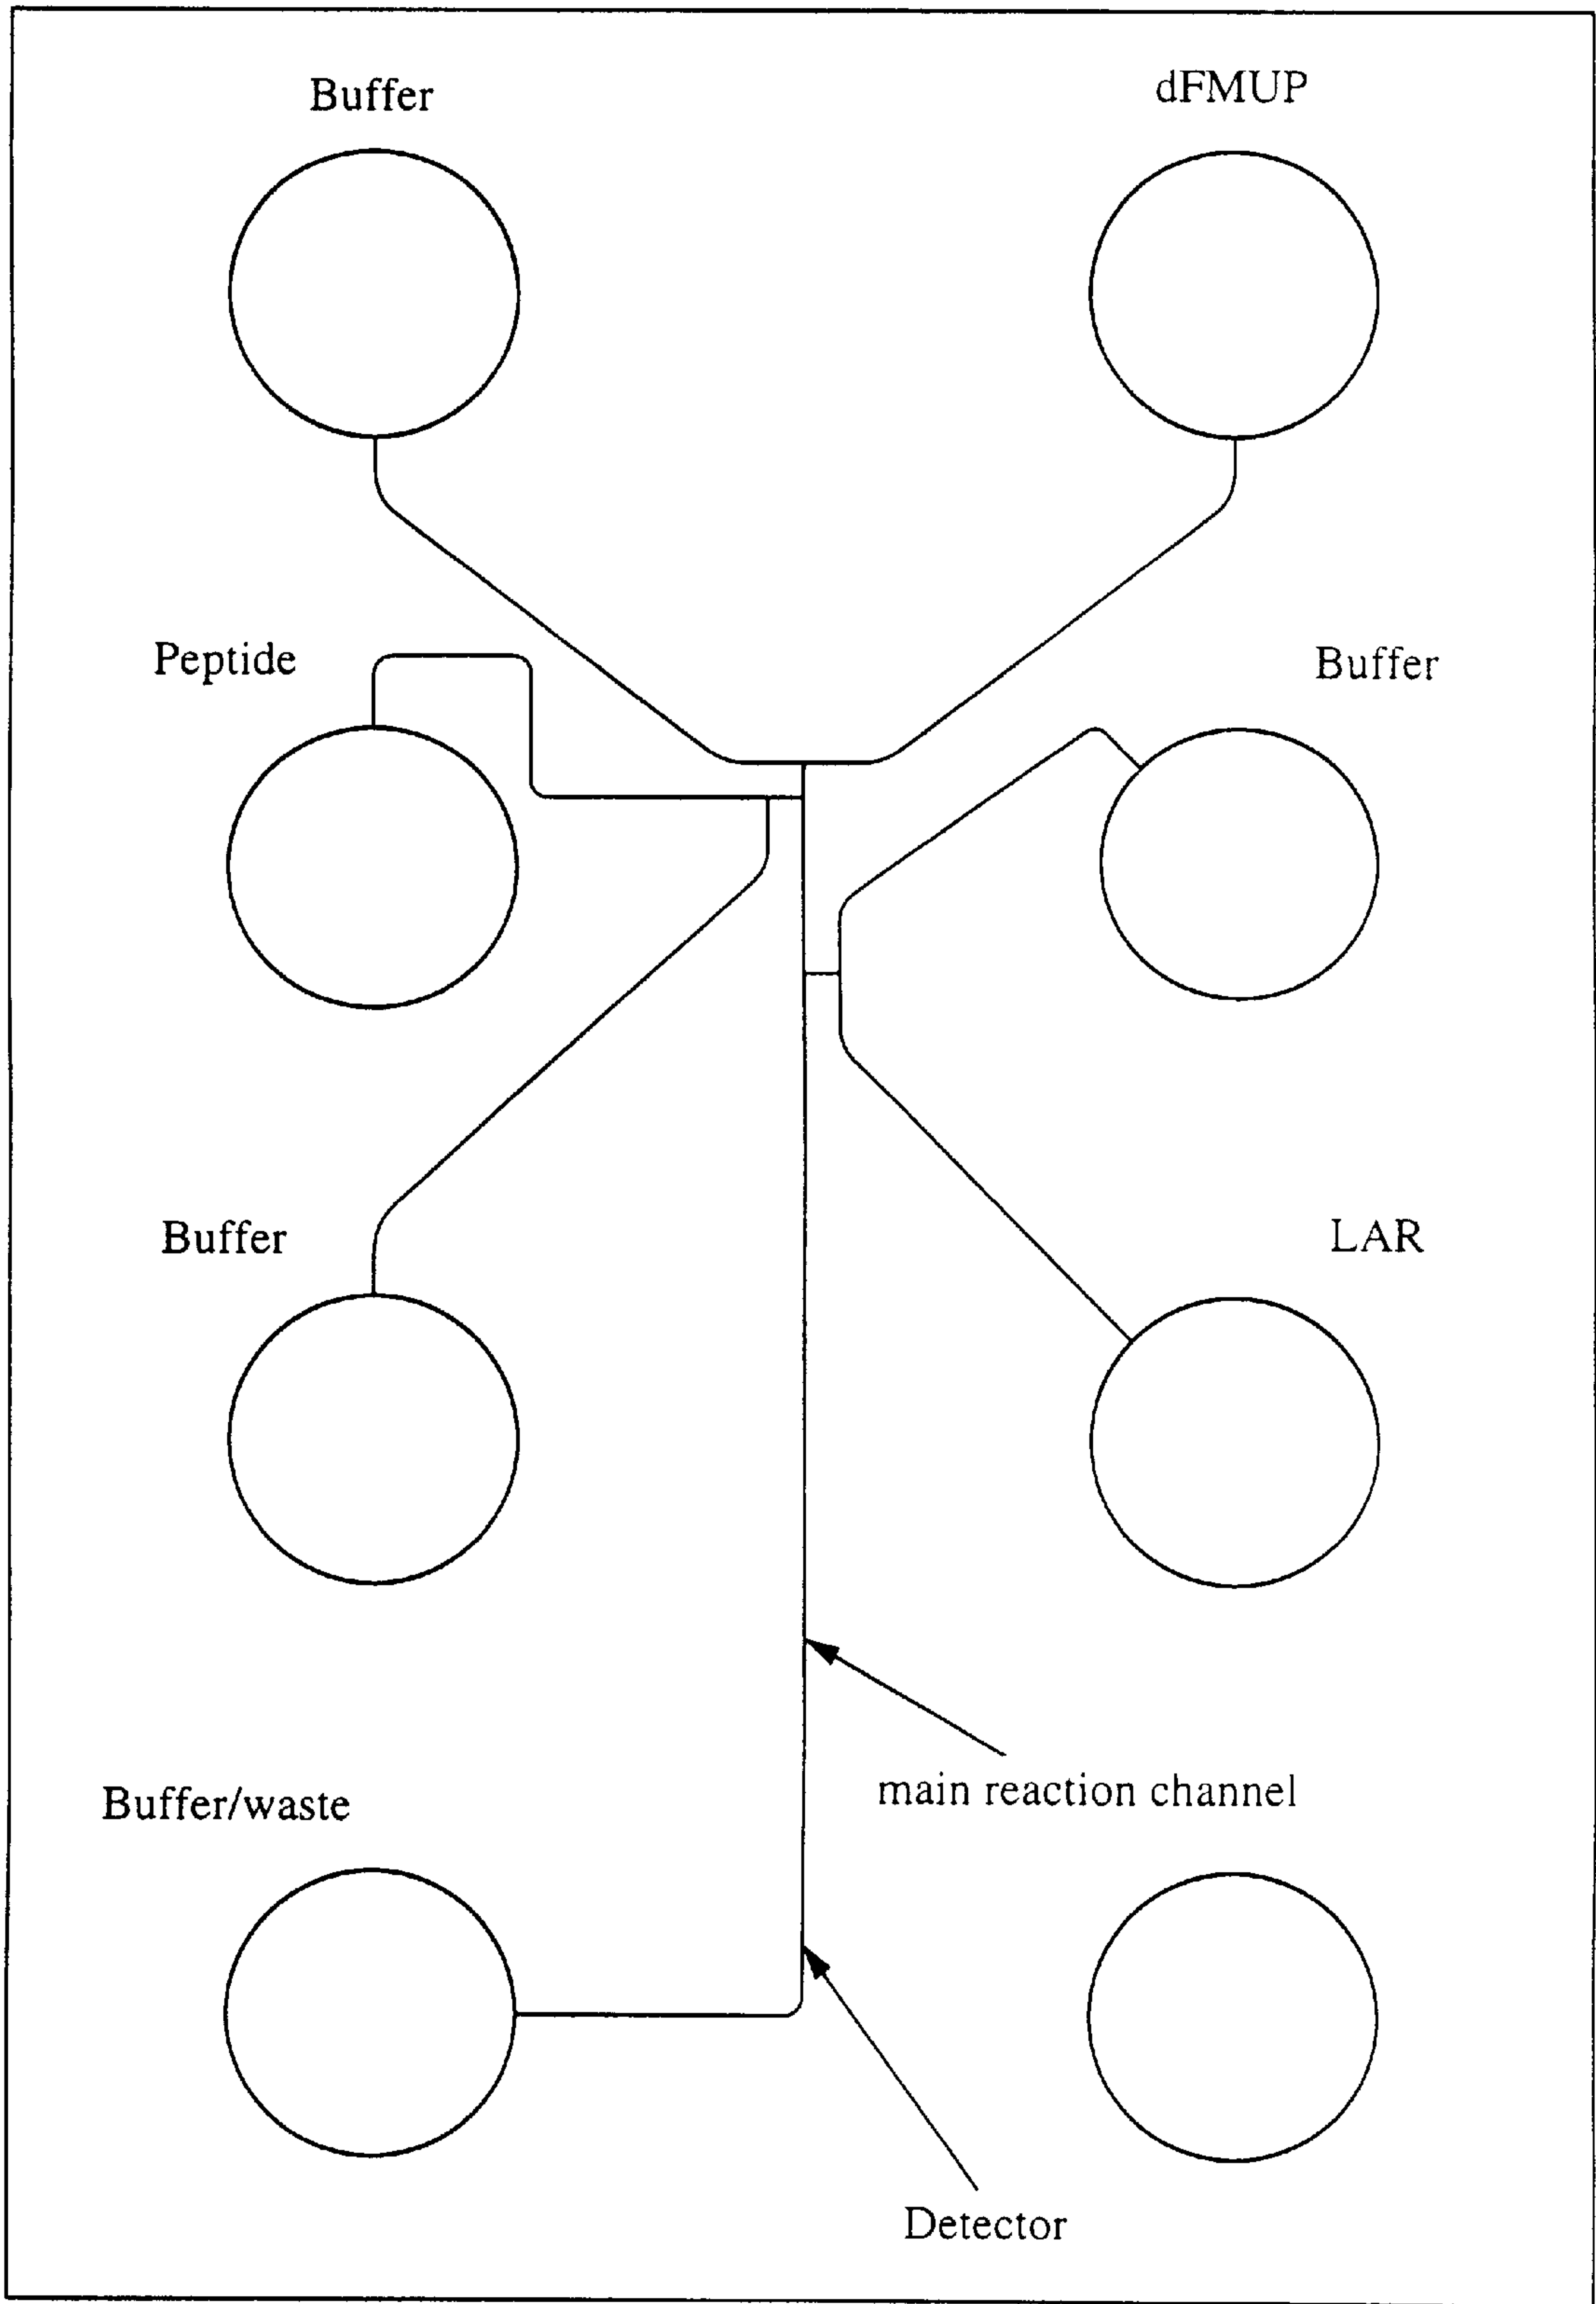 Buffer
dFMUP
Peptide
Buffer
Buffer
LAR
main reaction channel
Buffer/waste
Detector